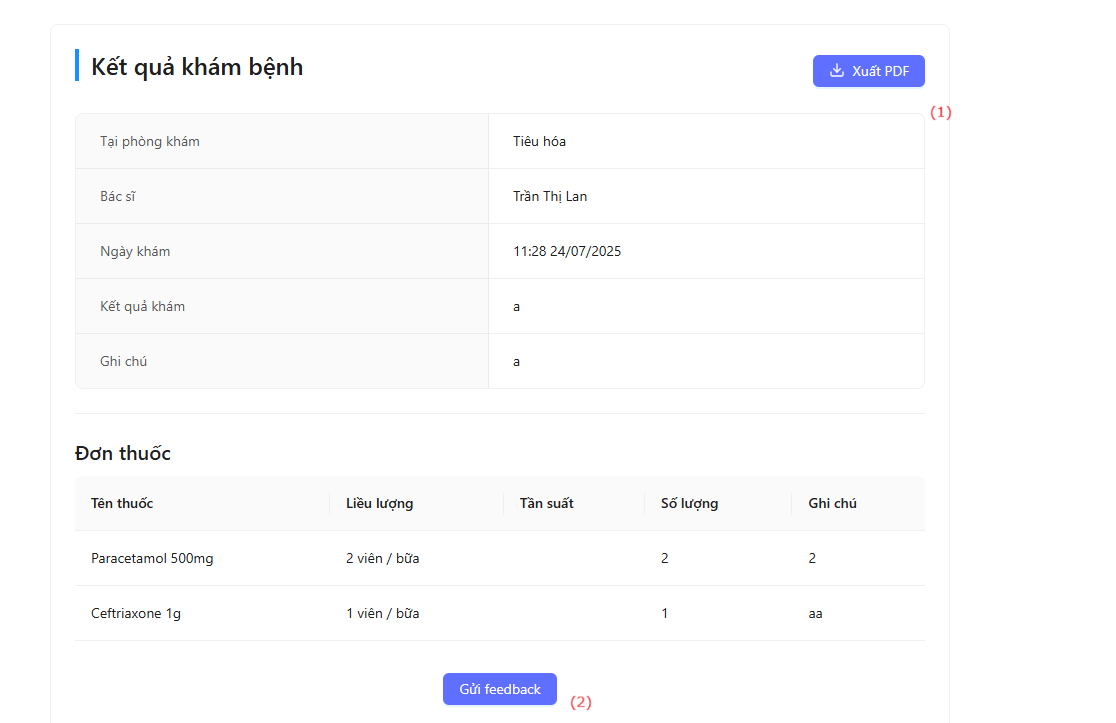 Kết quả khám bệnh
Xuất PDF
(1)
Tại phòng khám Tiêu hóa
Bác sĩ Trần Thị Lan
Ngày khám 11:28 24/07/2025
Kết quả khám a
Ghi chú a
Đơn thuốc
Tên thuốc Liều lượng Tần suất Số lượng Ghi chú
Paracetamol 500mg 2 viên / bữa 2 2
Ceftriaxone 1g 1 viên / bữa 1 aa
Gửi feedback
(2)